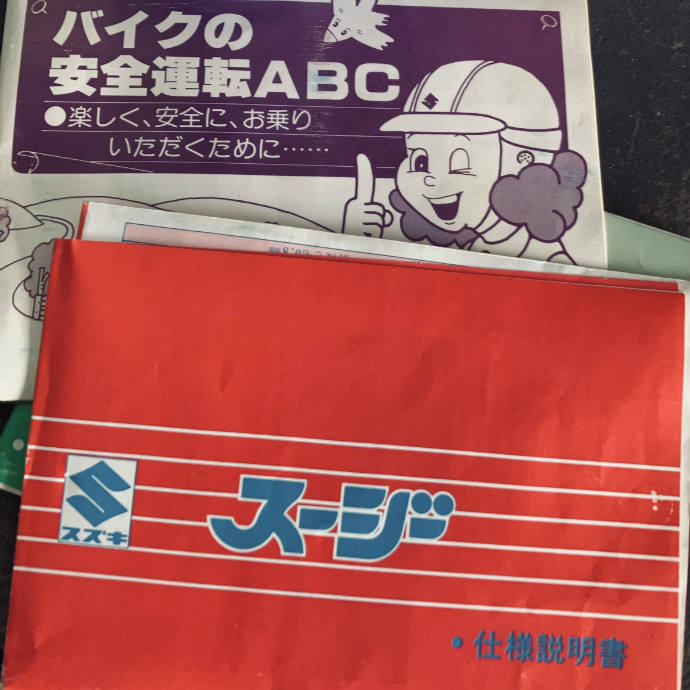 バイクの
安全運転ABC
●楽しく、安全に、お乗り
いただくために……
スズキ
スージー
・仕様説明書